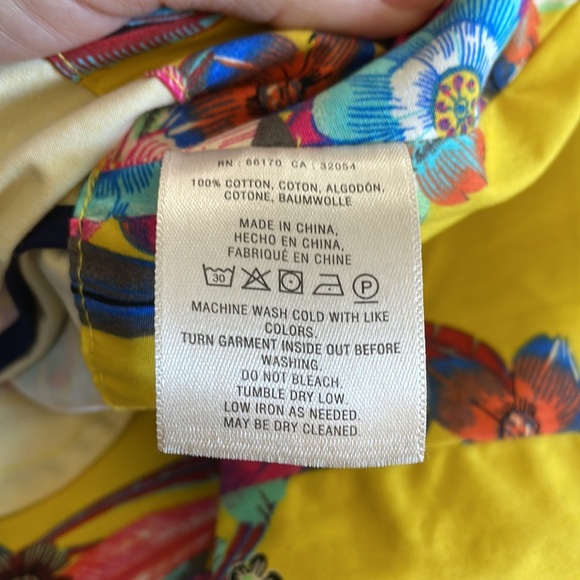 RN : 66170 CA : 32054
100% COTTON, COTON, ALGODÓN,
COTONE, BAUMWOLLE
MADE IN CHINA,
HECHO EN CHINA,
FABRIQUÉ EN CHINE
30 P
MACHINE WASH COLD WITH LIKE
COLORS.
TURN GARMENT INSIDE OUT BEFORE
WASHING.
DO NOT BLEACH.
TUMBLE DRY LOW.
LOW IRON AS NEEDED.
MAY BE DRY CLEANED